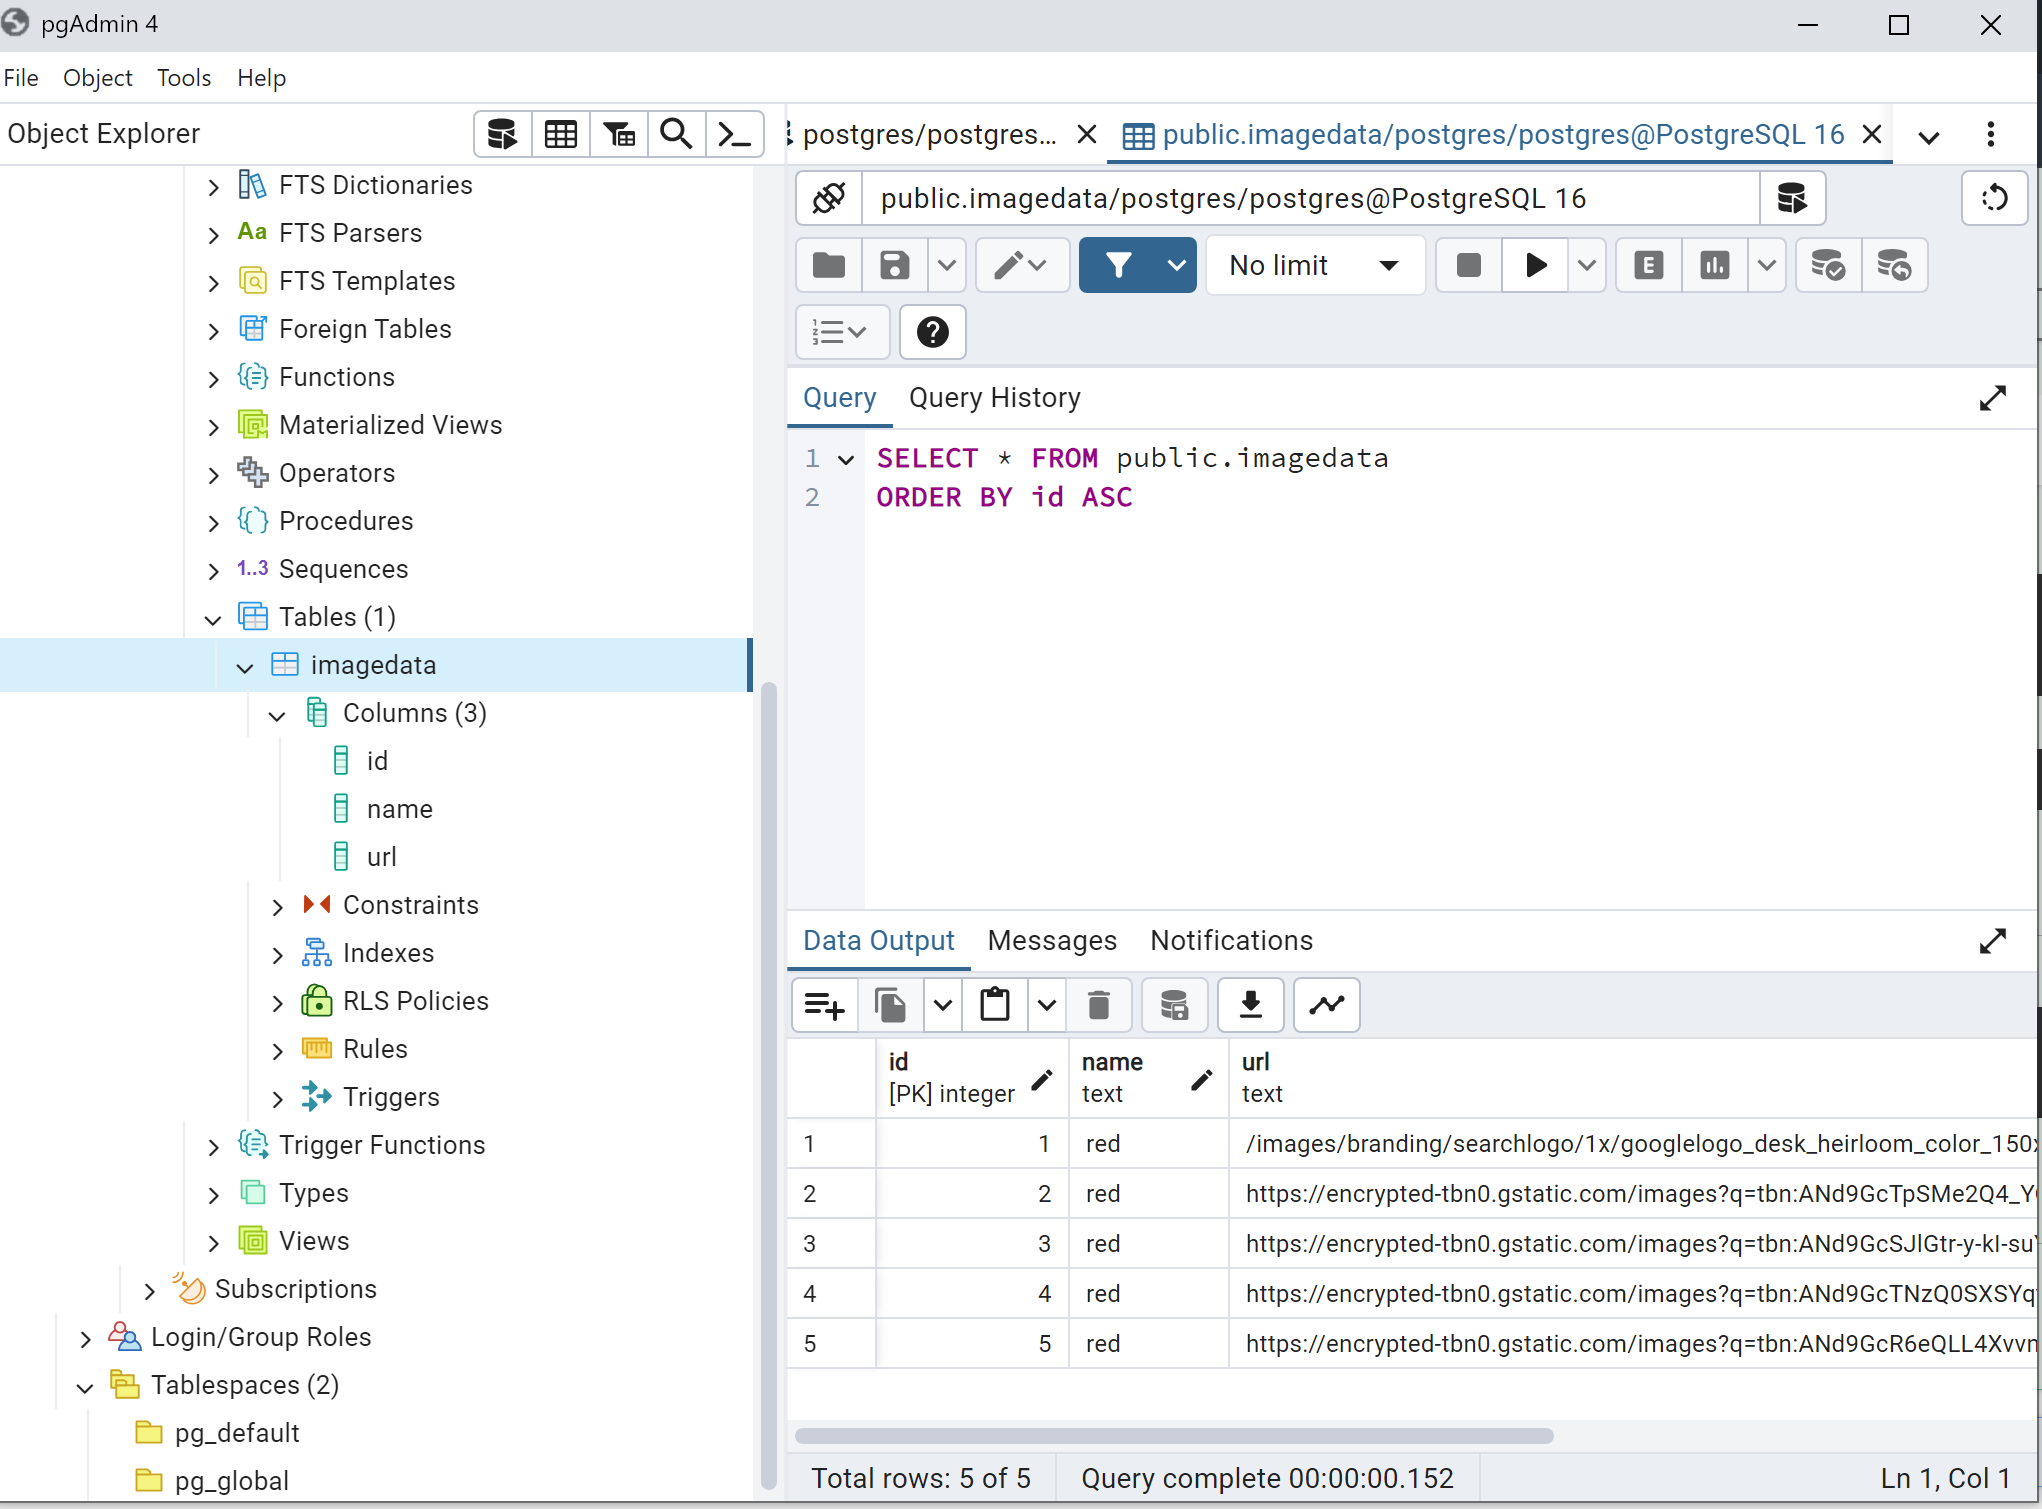 pgAdmin 4
File Object Tools Help
Object Explorer
FTS Dictionaries
Aa FTS Parsers
FTS Templates
Foreign Tables
Functions
Materialized Views
Operators
Procedures
1..3 Sequences
Tables (1)
imagedata
Columns (3)
id
name
url
Constraints
Indexes
RLS Policies
Rules
Triggers
Trigger Functions
Types
Views
Subscriptions
Login/Group Roles
Tablespaces (2)
pg_default
pg_global
postgres/postgres...
public.imagedata/postgres/postgres@PostgreSQL 16
public.imagedata/postgres/postgres@PostgreSQL 16
No limit
E
Query Query History
1 SELECT * FROM public.imagedata
2 ORDER BY id ASC
Data Output Messages Notifications
id name url
[PK] integer text text
1 1 red /images/branding/searchlogo/1x/googlelogo_desk_heirloom_color_150x
2 2 red https://encrypted-tbn0.gstatic.com/images?q=tbn:ANd9GcTpSMe2Q4_Y
3 3 red https://encrypted-tbn0.gstatic.com/images?q=tbn:ANd9GcSJlGtr-y-kI-su
4 4 red https://encrypted-tbn0.gstatic.com/images?q=tbn:ANd9GcTNzQ0SXSYq
5 5 red https://encrypted-tbn0.gstatic.com/images?q=tbn:ANd9GcR6eQLL4Xvv
Total rows: 5 of 5 Query complete 00:00:00.152 Ln 1, Col 1